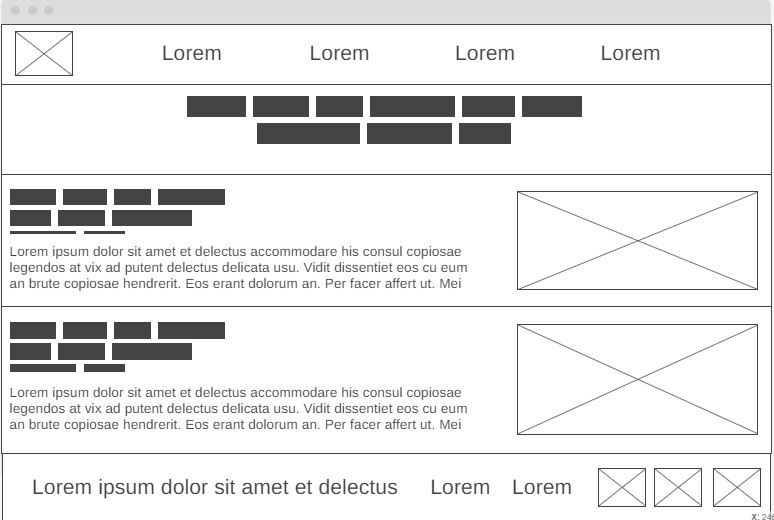 Lorem Lorem Lorem Lorem
Lorem ipsum dolor sit amet et delectus accommodare his consul copiosae
legendos at vix ad putent delectus delicata usu. Vidit dissentiet eos cu eum
an brute copiosae hendrerit. Eos erant dolorum an. Per facer affert ut. Mei
Lorem ipsum dolor sit amet et delectus accommodare his consul copiosae
legendos at vix ad putent delectus delicata usu. Vidit dissentiet eos cu eum
an brute copiosae hendrerit. Eos erant dolorum an. Per facer affert ut. Mei
Lorem ipsum dolor sit amet et delectus Lorem Lorem
X: 246